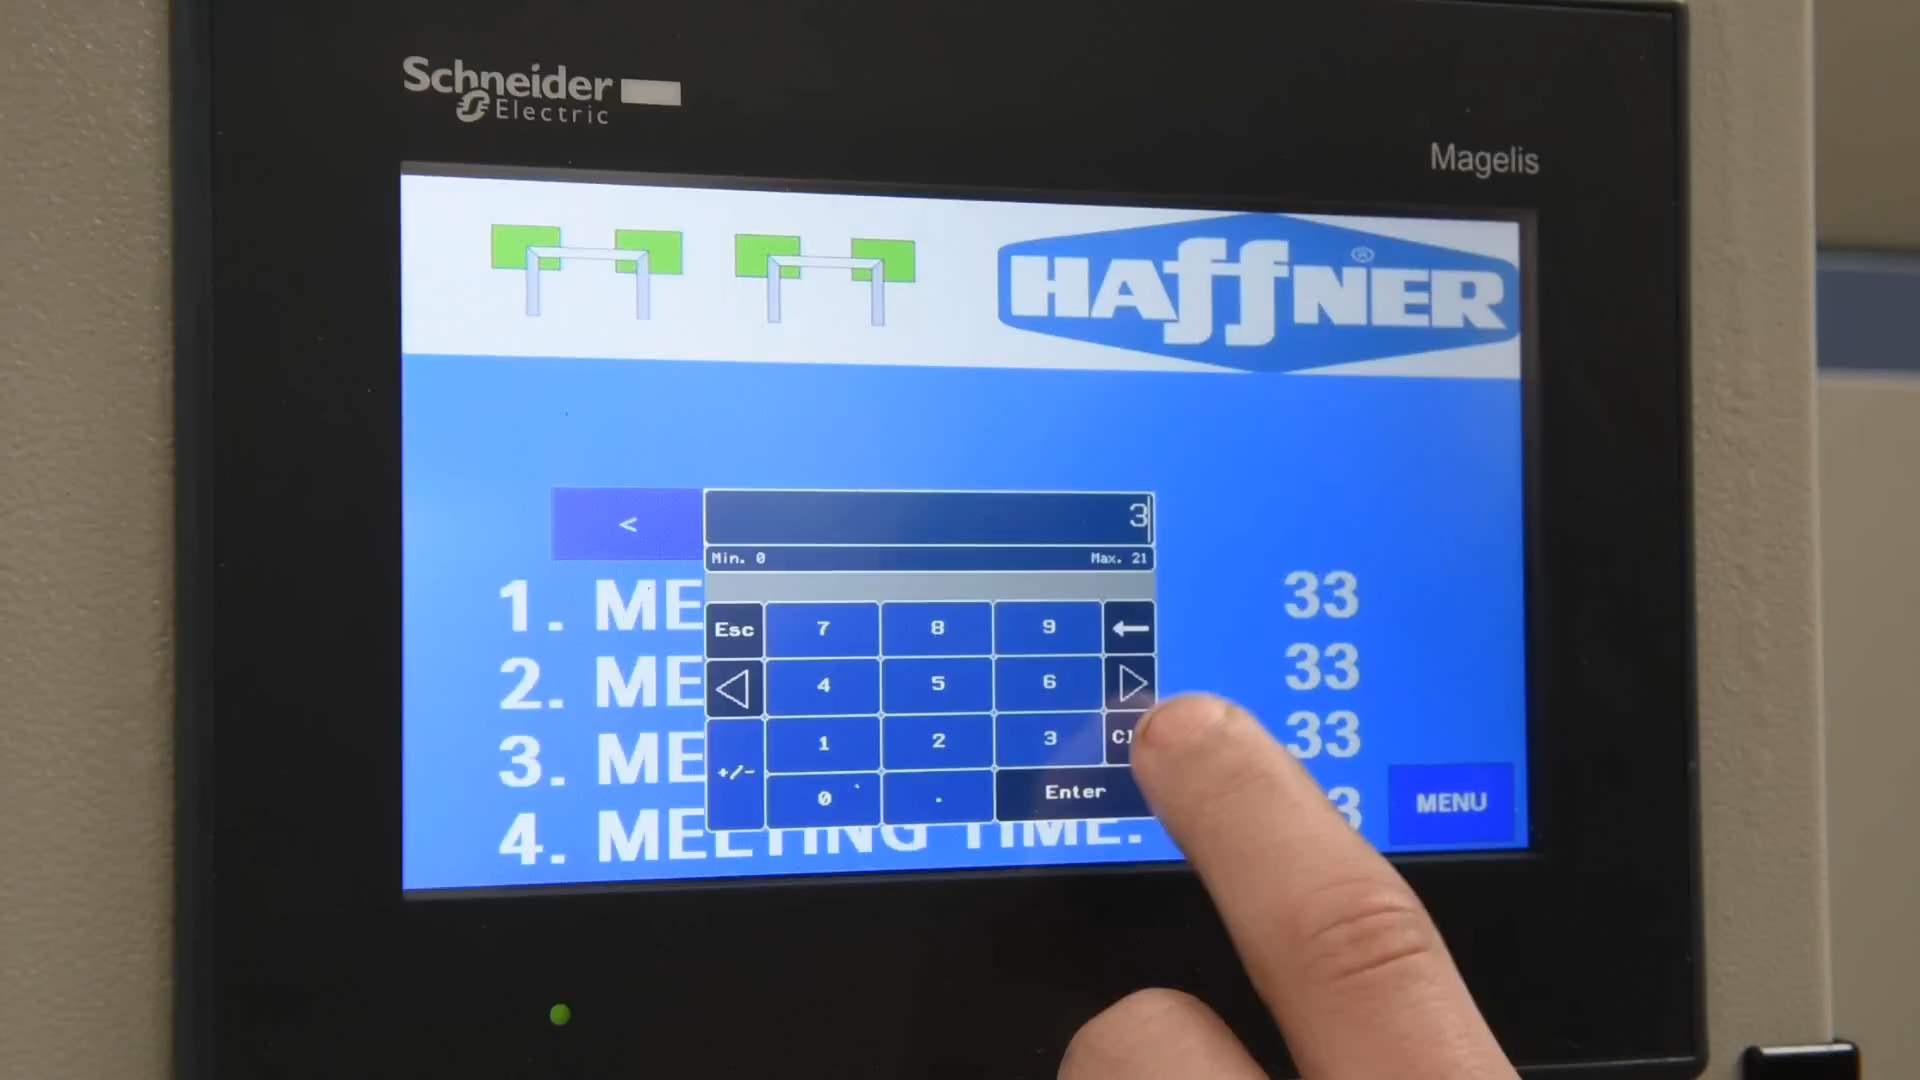 Schneider
Electric
Magelis
HAffNER®
<
3
Min. 0 Max. 21
1. ME 33
Esc 7 8 9 ←
2. ME 33
4 5 6
3. ME 33
1 2 3
+/-
0 . Enter
MENU
4. MELTING TIME. 3